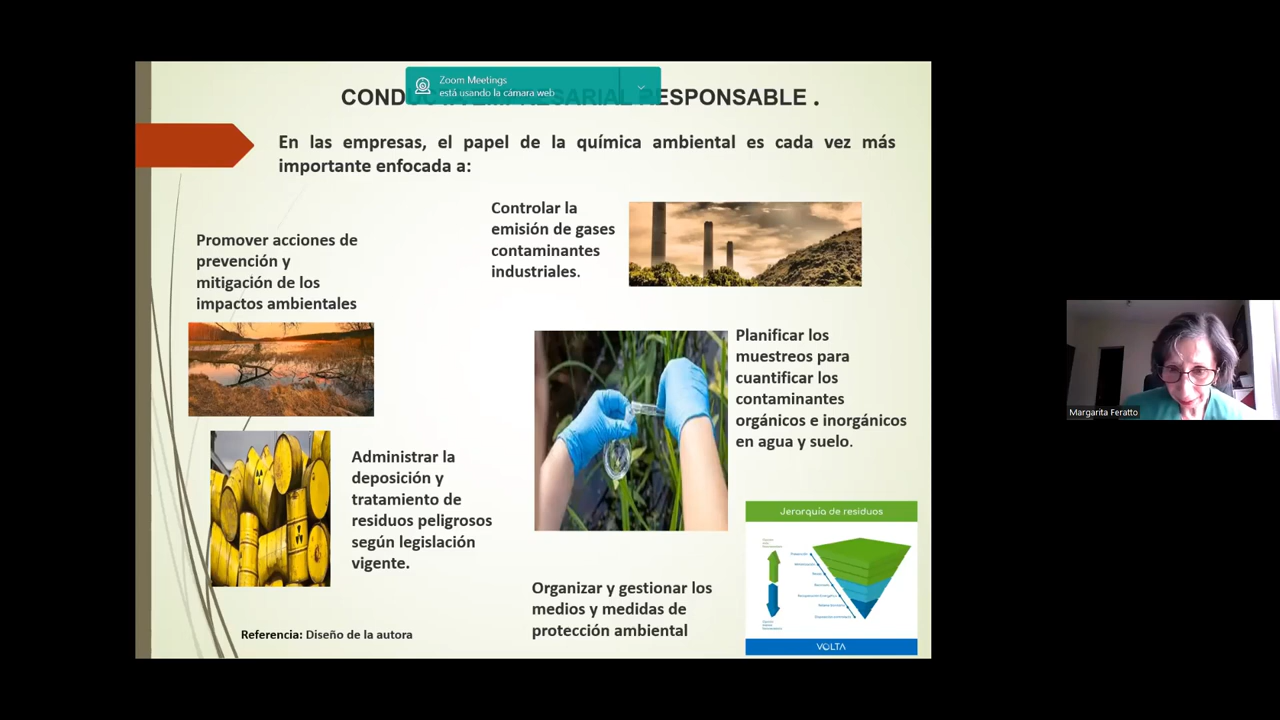 Zoom Meetings
está usando la cámara web
CONDUCTA EMPRESARIAL RESPONSABLE .
En las empresas, el papel de la química ambiental es cada vez más
importante enfocada a:
Controlar la
emisión de gases
contaminantes
industriales.
Promover acciones de
prevención y
mitigación de los
impactos ambientales
Planificar los
muestreos para
cuantificar los
contaminantes
orgánicos e inorgánicos
en agua y suelo.
Administrar la
deposición y
tratamiento de
residuos peligrosos
según legislación
vigente.
Organizar y gestionar los
medios y medidas de
protección ambiental
Jerarquía de residuos
VOLTA
Referencia: Diseño de la autora
Margarita Feratto